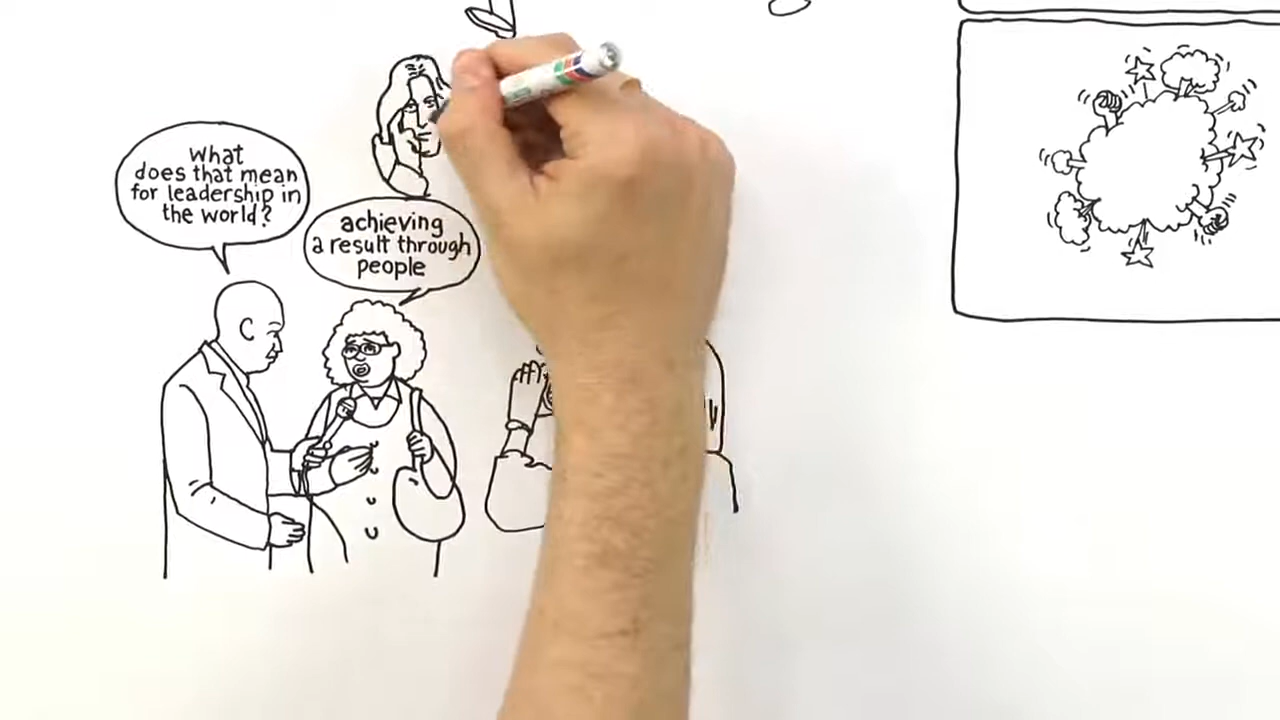 What
does that mean
for leadership in
the world?
achieving
a result through
people